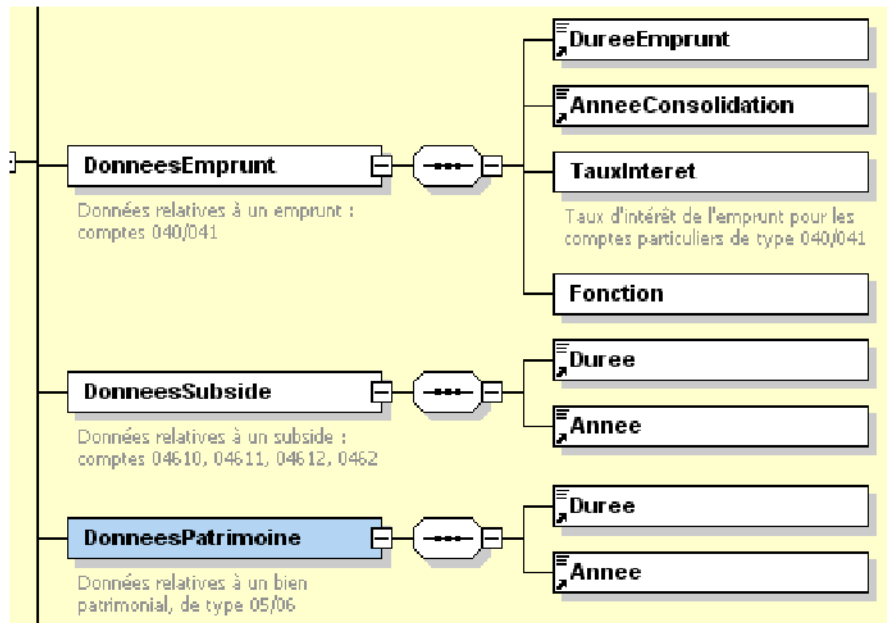 DureeEmprunt
AnneeConsolidation
DonneesEmprunt
Données relatives à un emprunt :
comptes 040/041
TauxInteret
Taux d'intérêt de l'emprunt pour les
comptes particuliers de type 040/041
Fonction
DonneesSubside
Données relatives à un subside :
comptes 04610, 04611, 04612, 0462
Duree
Annee
DonneesPatrimoine
Données relatives à un bien
patrimonial, de type 05/06
Duree
Annee